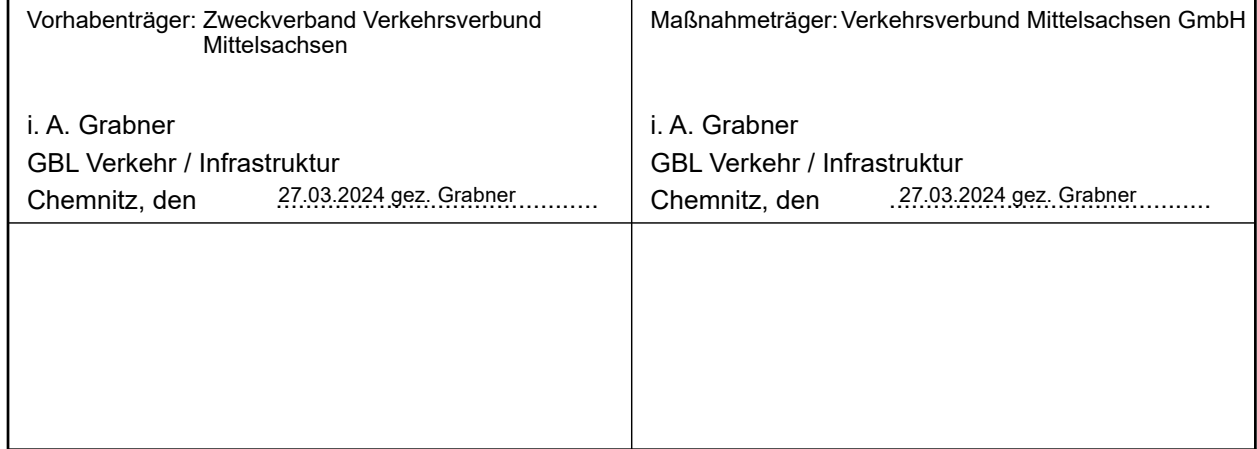 Vorhabenträger: Zweckverband Verkehrsverbund
Mittelsachsen
i. A. Grabner
GBL Verkehr / Infrastruktur
Chemnitz, den 27.03.2024 gez. Grabner
Maßnahmeträger: Verkehrsverbund Mittelsachsen GmbH
i. A. Grabner
GBL Verkehr / Infrastruktur
Chemnitz, den 27.03.2024 gez. Grabner